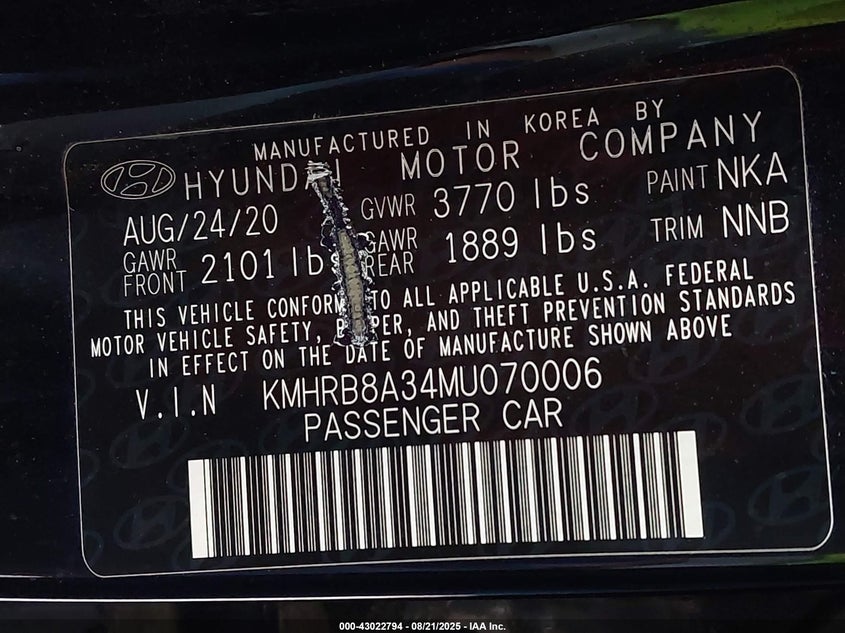 MANUFACTURED IN KOREA BY
HYUNDAI MOTOR COMPANY
AUG/24/20 GVWR 3770 lbs PAINT NKA
GAWR FRONT 2101 lbs GAWR REAR 1889 lbs TRIM NNB
THIS VEHICLE CONFORM TO ALL APPLICABLE U.S.A. FEDERAL
MOTOR VEHICLE SAFETY, AND THEFT PREVENTION STANDARDS
IN EFFECT ON THE DATE OF MANUFACTURE SHOWN ABOVE
V.I.N KMHRB8A34MU070006
PASSENGER CAR
000-43022794 - 08/21/2025 - IAA Inc.